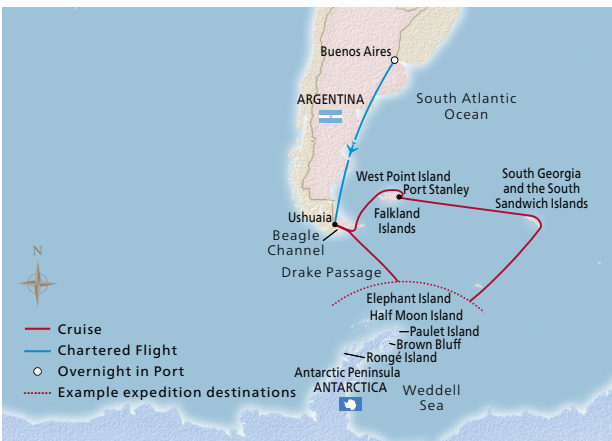 Buenos Aires
ARGENTINA
South Atlantic
Ocean
West Point Island
Port Stanley
South Georgia
and the South
Sandwich Islands
Ushuaia
Falkland
Islands
Beagle
Channel
Drake Passage
N
Elephant Island
Half Moon Island
Paulet Island
Brown Bluff
Rongé Island
Antarctic Peninsula
ANTARCTICA
Weddell
Sea
Cruise
Chartered Flight
Overnight in Port
Example expedition destinations